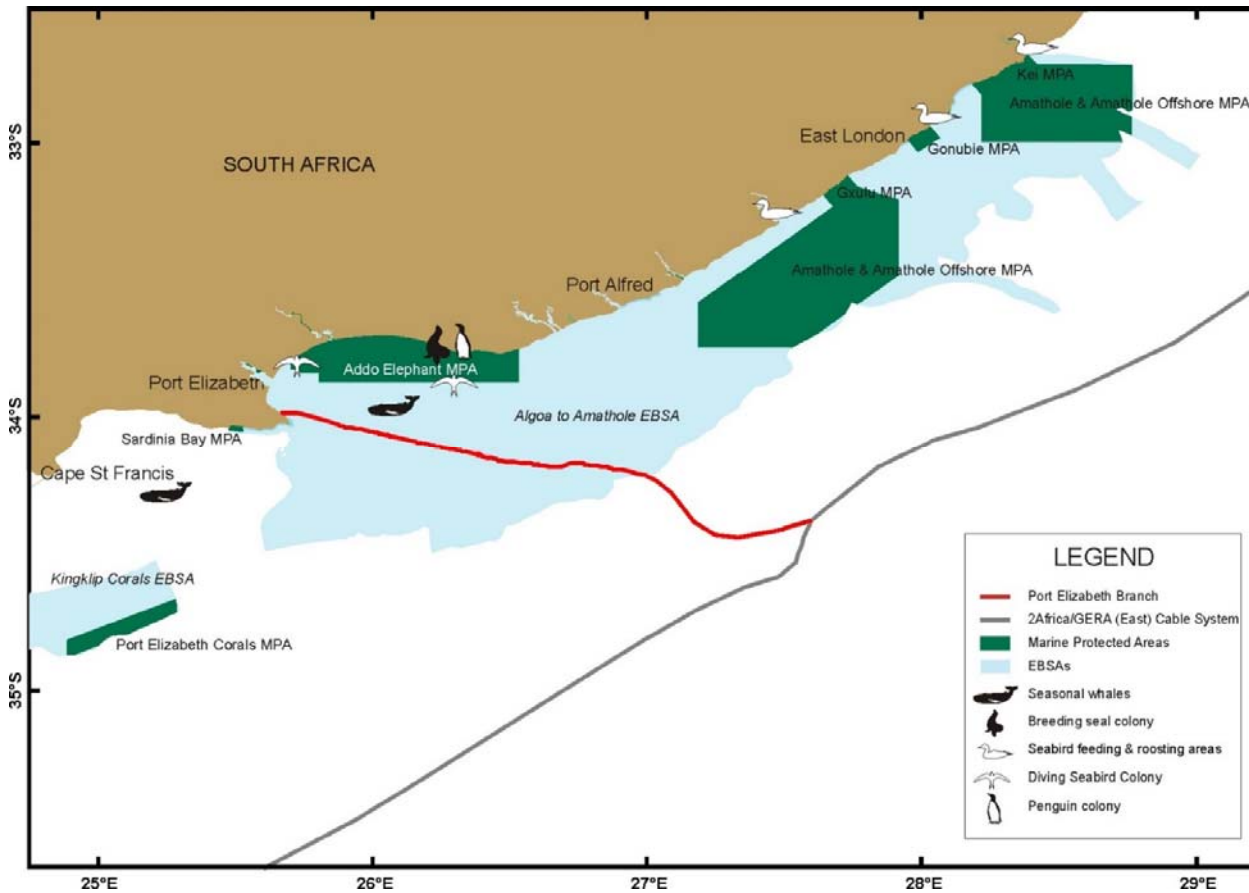 Kei MPA
Amathole & Amathole Offshore MPA
East London
Gonubie MPA
SOUTH AFRICA
Gxulu MPA
Amathole & Amathole Offshore MPA
Port Alfred
Addo Elephant MPA
Port Elizabeth
Algoa to Amathole EBSA
Sardinia Bay MPA
Cape St Francis
Kingklip Corals EBSA
Port Elizabeth Corals MPA
33°S
34°S
35°S
25°E
26°E
27°E
28°E
29°E
LEGEND
Port Elizabeth Branch
2Africa/GERA (East) Cable System
Marine Protected Areas
EBSAs
Seasonal whales
Breeding seal colony
Seabird feeding & roosting areas
Diving Seabird Colony
Penguin colony